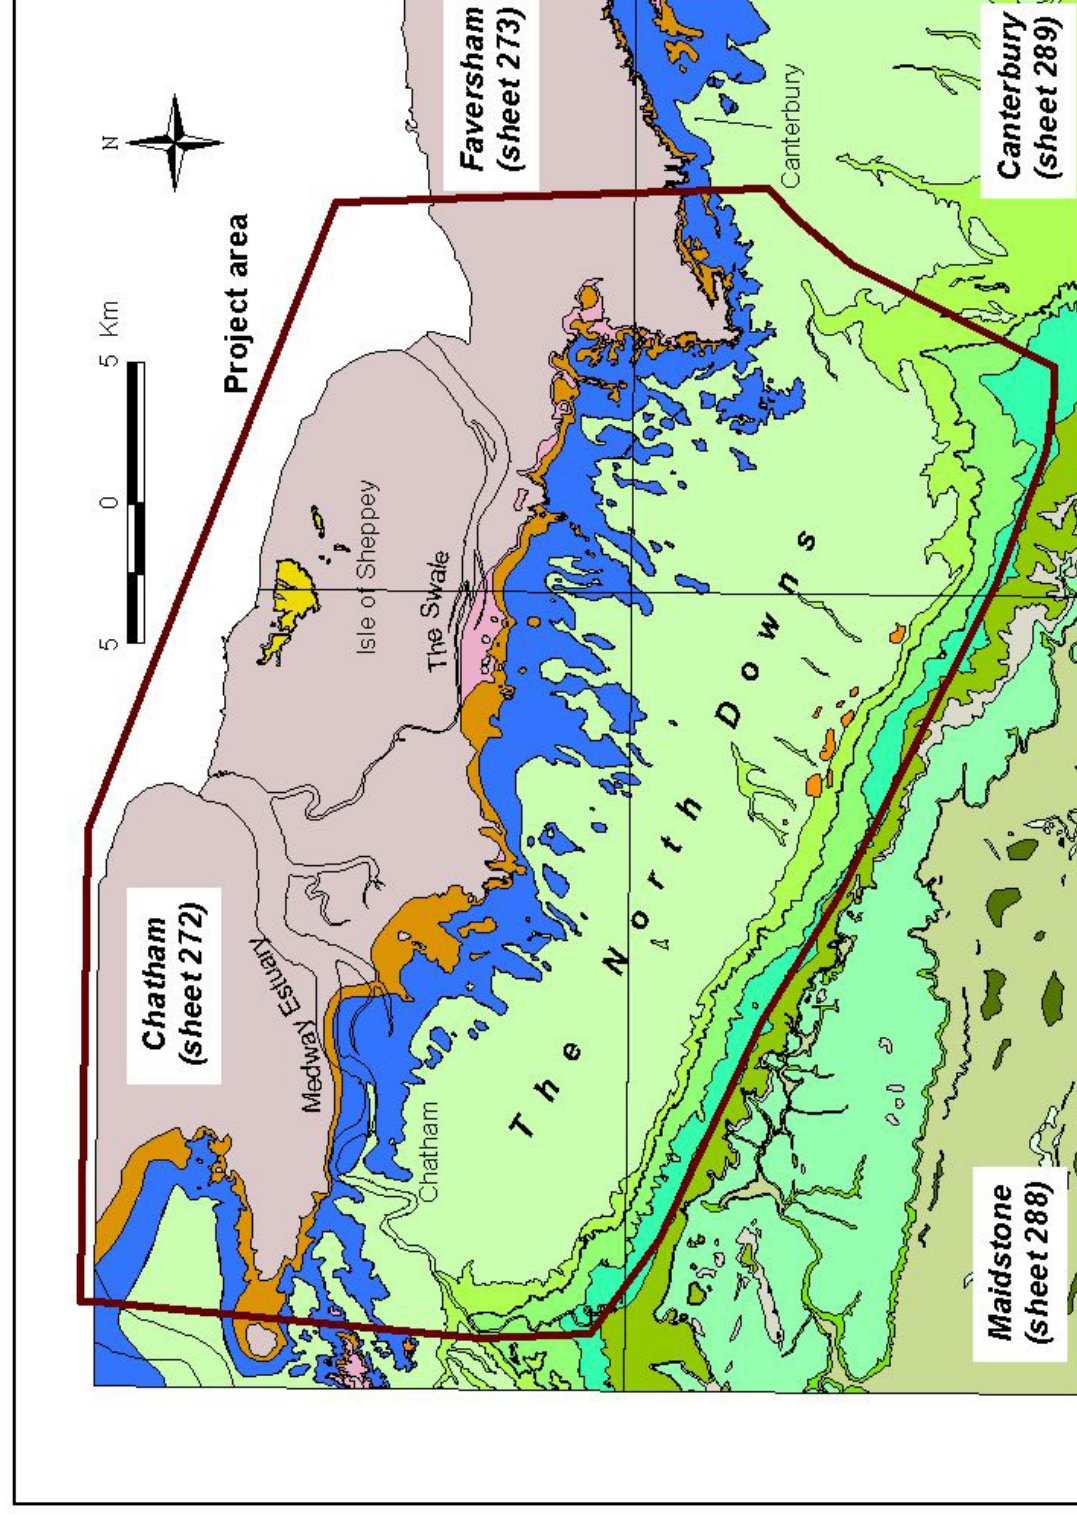 N
5 0 5 Km
Project area
Chatham
(sheet 272)
Faversham
(sheet 273)
Isle of Sheppey
The Swale
Medway Estuary
Chatham
Canterbury
The North Downs
Maidstone
(sheet 288)
Canterbury
(sheet 289)